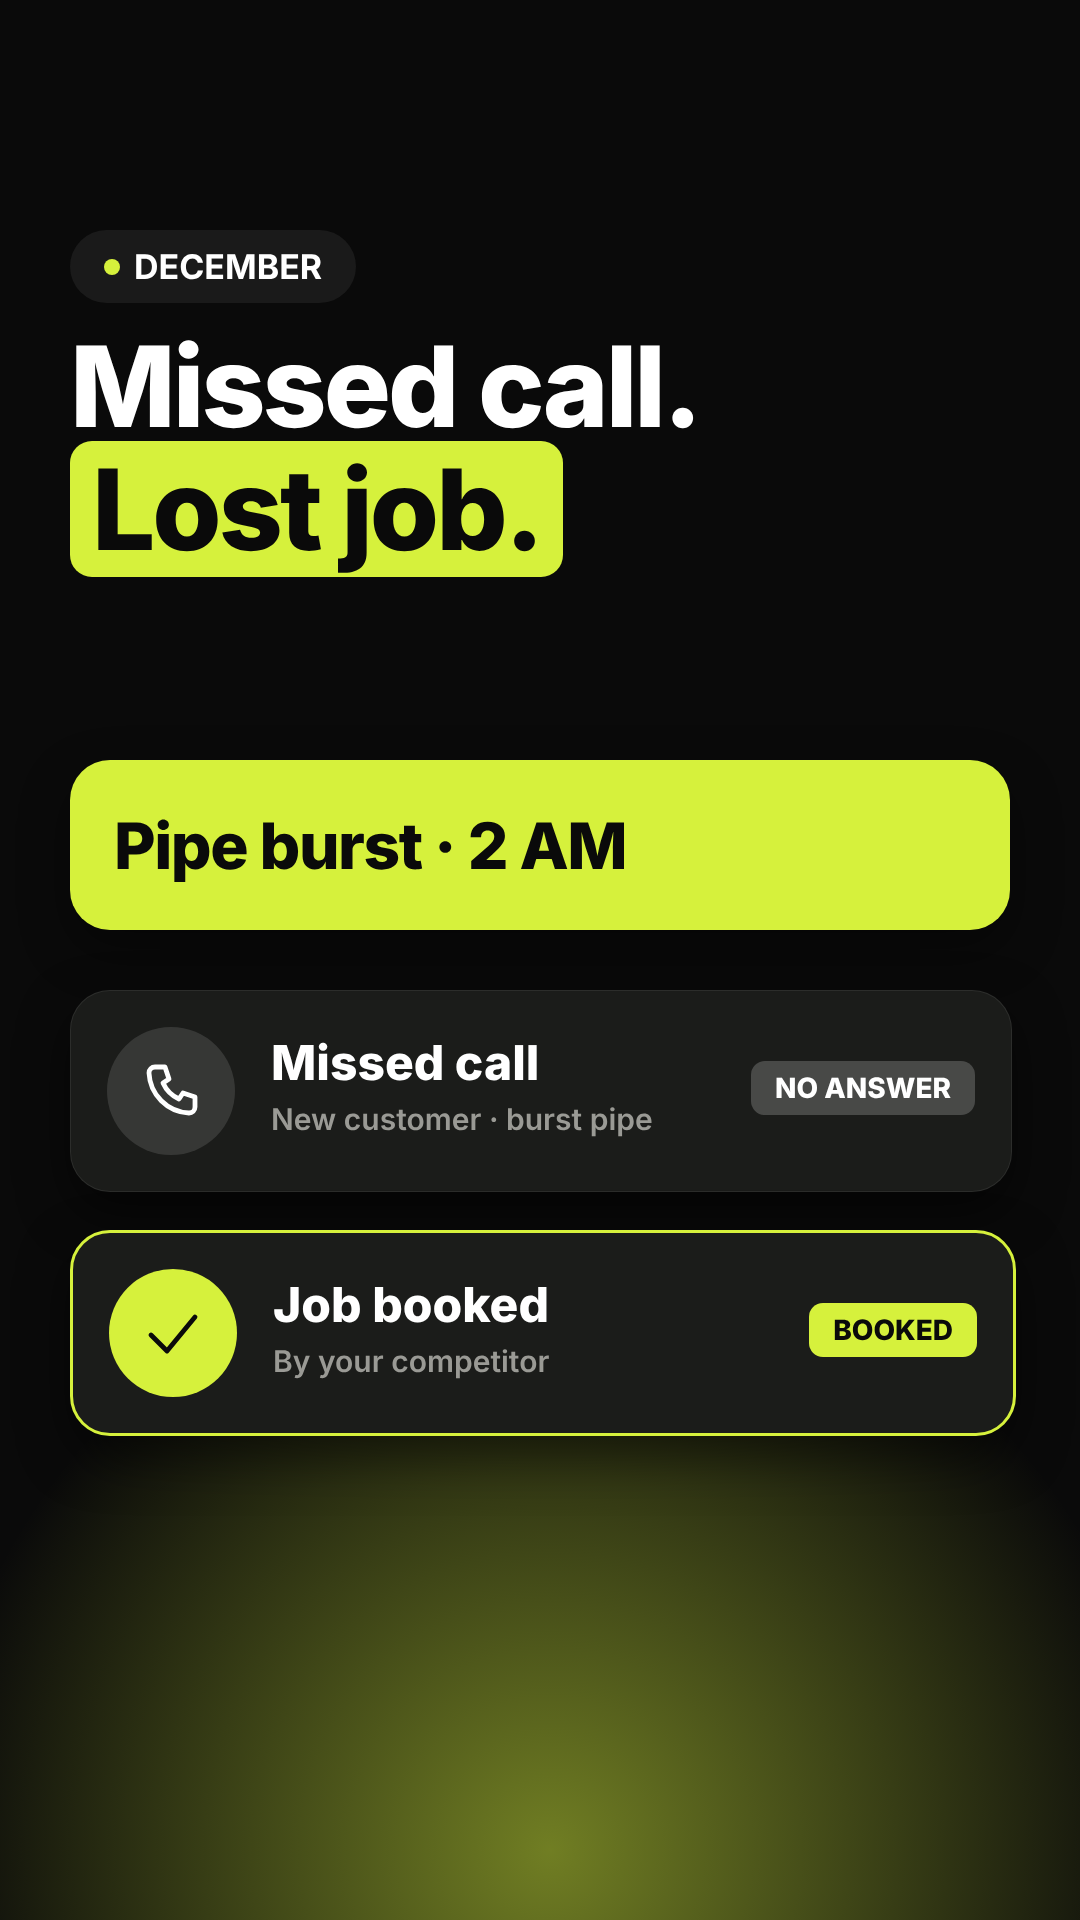 DECEMBER
Missed call.
Lost job.
Pipe burst · 2 AM
Missed call
New customer · burst pipe
NO ANSWER
Job booked
By your competitor
BOOKED